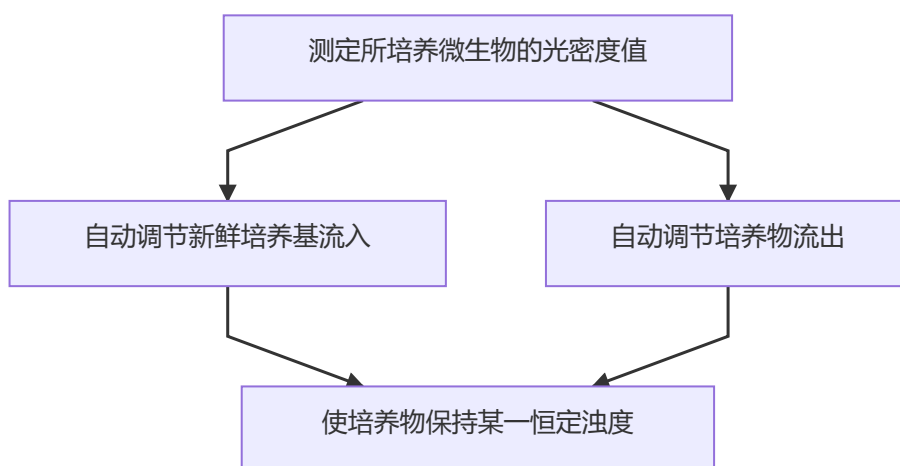 测定所培养微生物的光密度值
自动调节新鲜培养基流入
自动调节培养物流出
使培养物保持某一恒定浊度